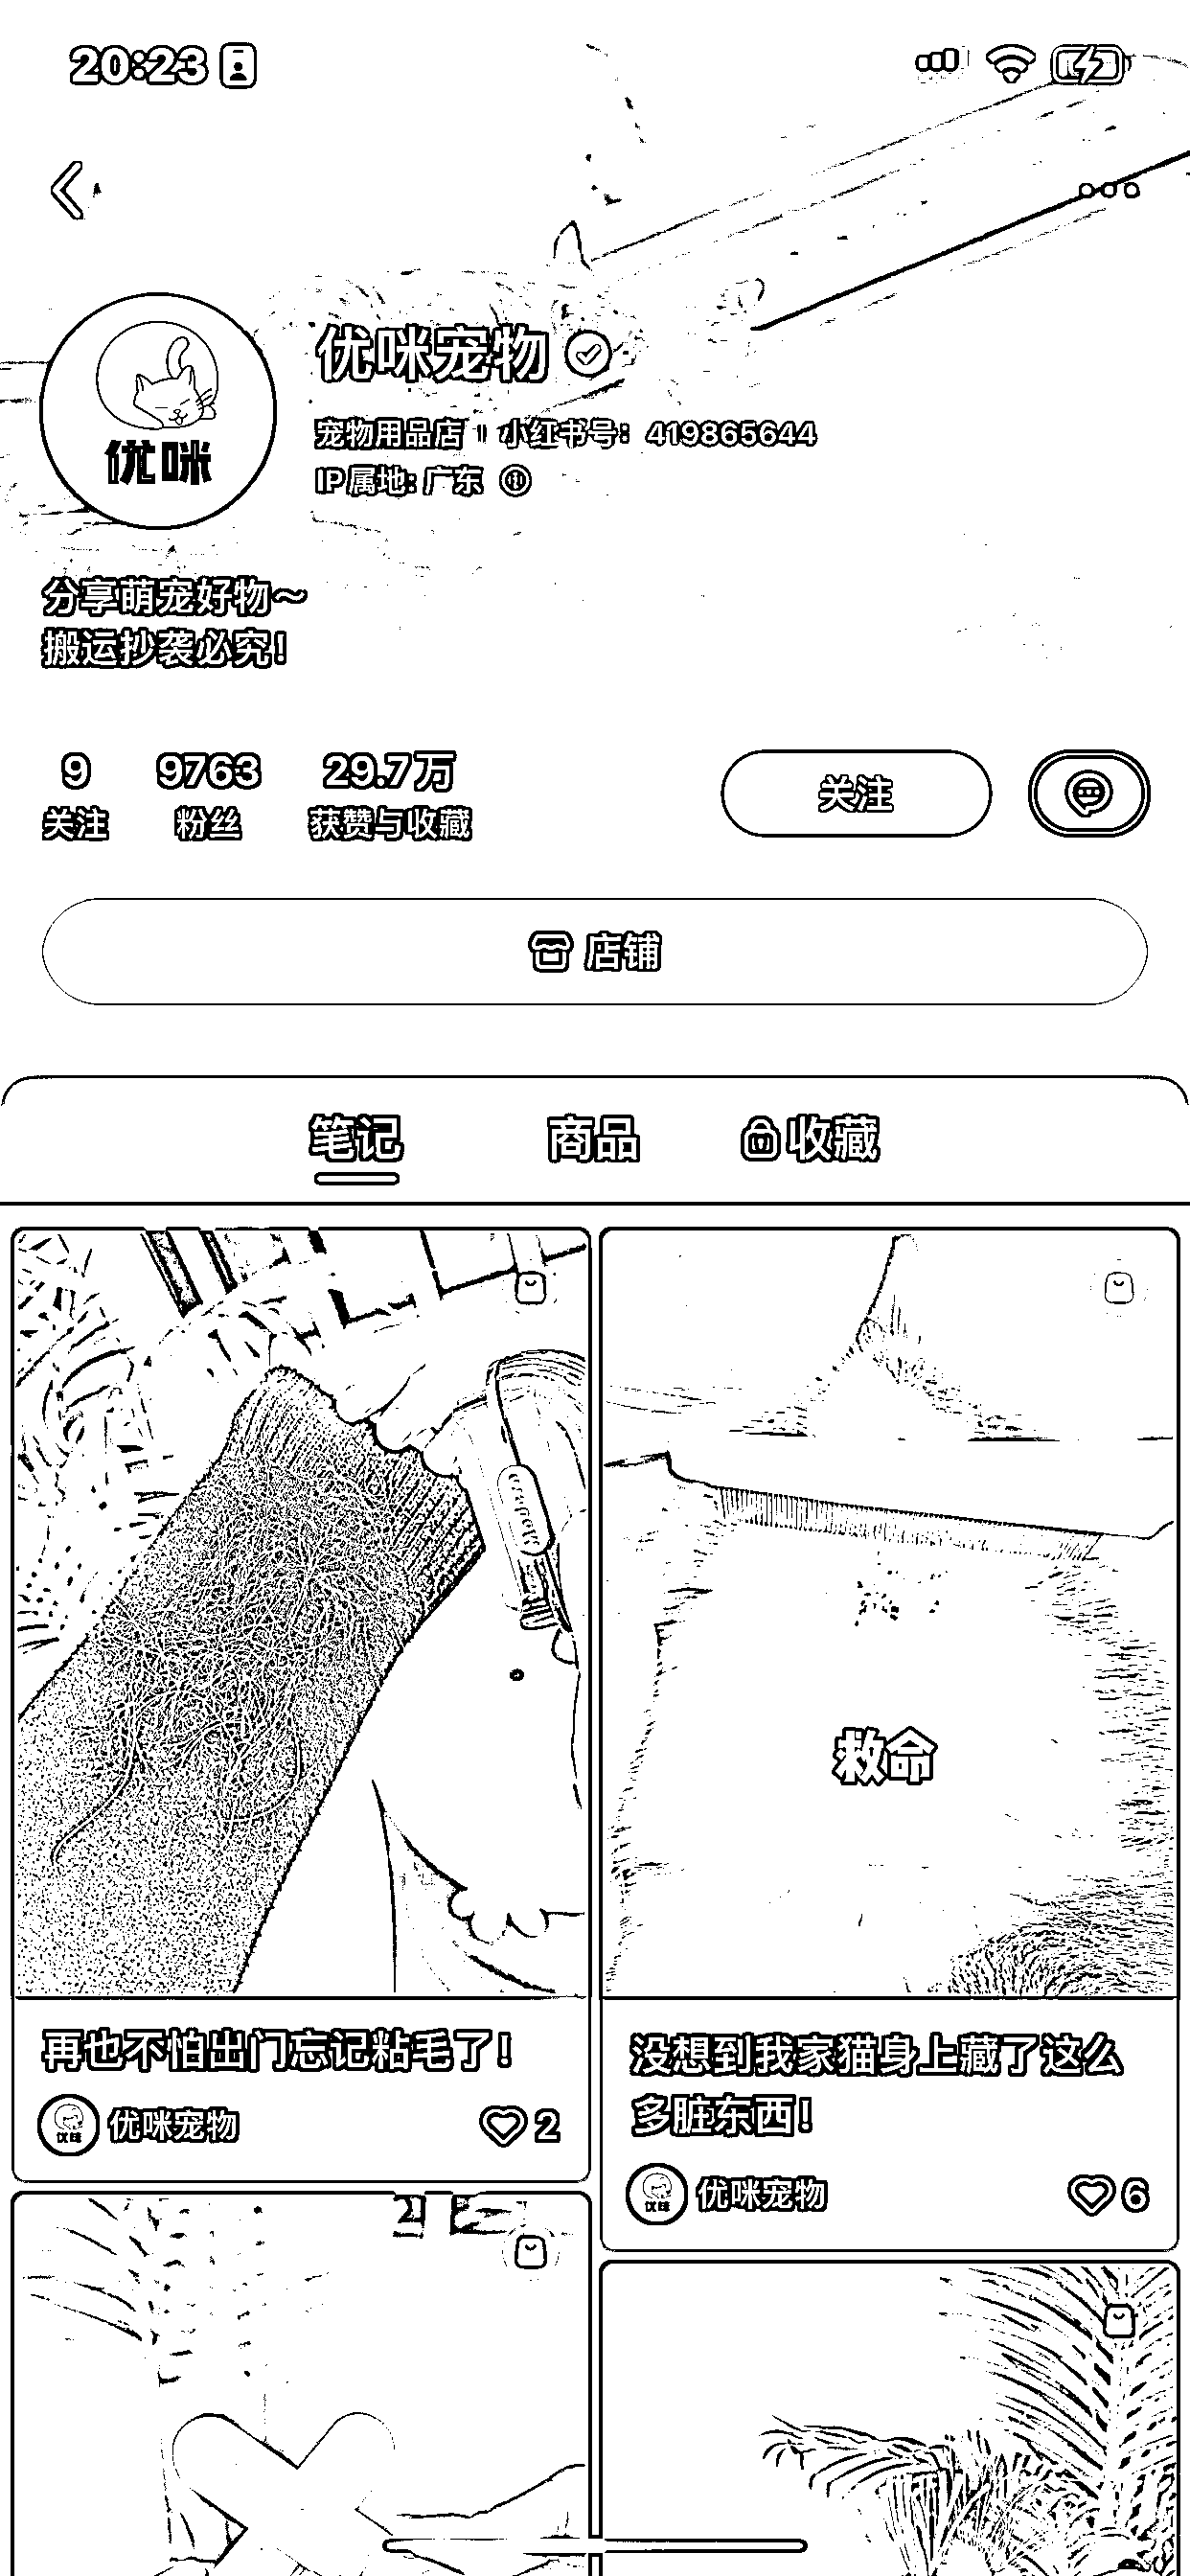 20:23
优咪
优咪宠物
宠物用品店 | 小红书号：419865644
IP属地：广东
分享萌宠好物～
搬运抄袭必究！
9 9763 29.7万
关注 粉丝 获赞与收藏
关注
店铺
笔记 商品 收藏
救命
再也不怕出门忘记粘毛了！
优咪宠物 2
没想到我家猫身上藏了这么
多脏东西！
优咪宠物 6